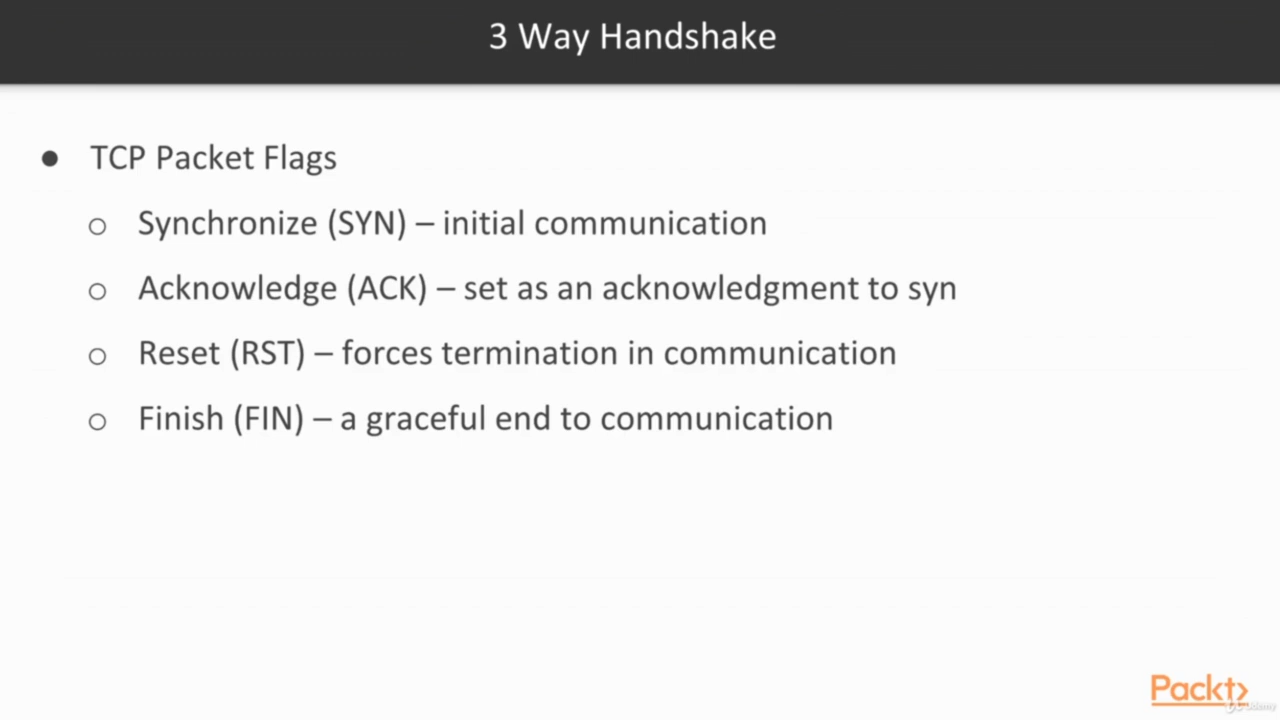 3 Way Handshake
● TCP Packet Flags
○ Synchronize (SYN) – initial communication
○ Acknowledge (ACK) – set as an acknowledgment to syn
○ Reset (RST) – forces termination in communication
○ Finish (FIN) – a graceful end to communication
Packt>
Udemy